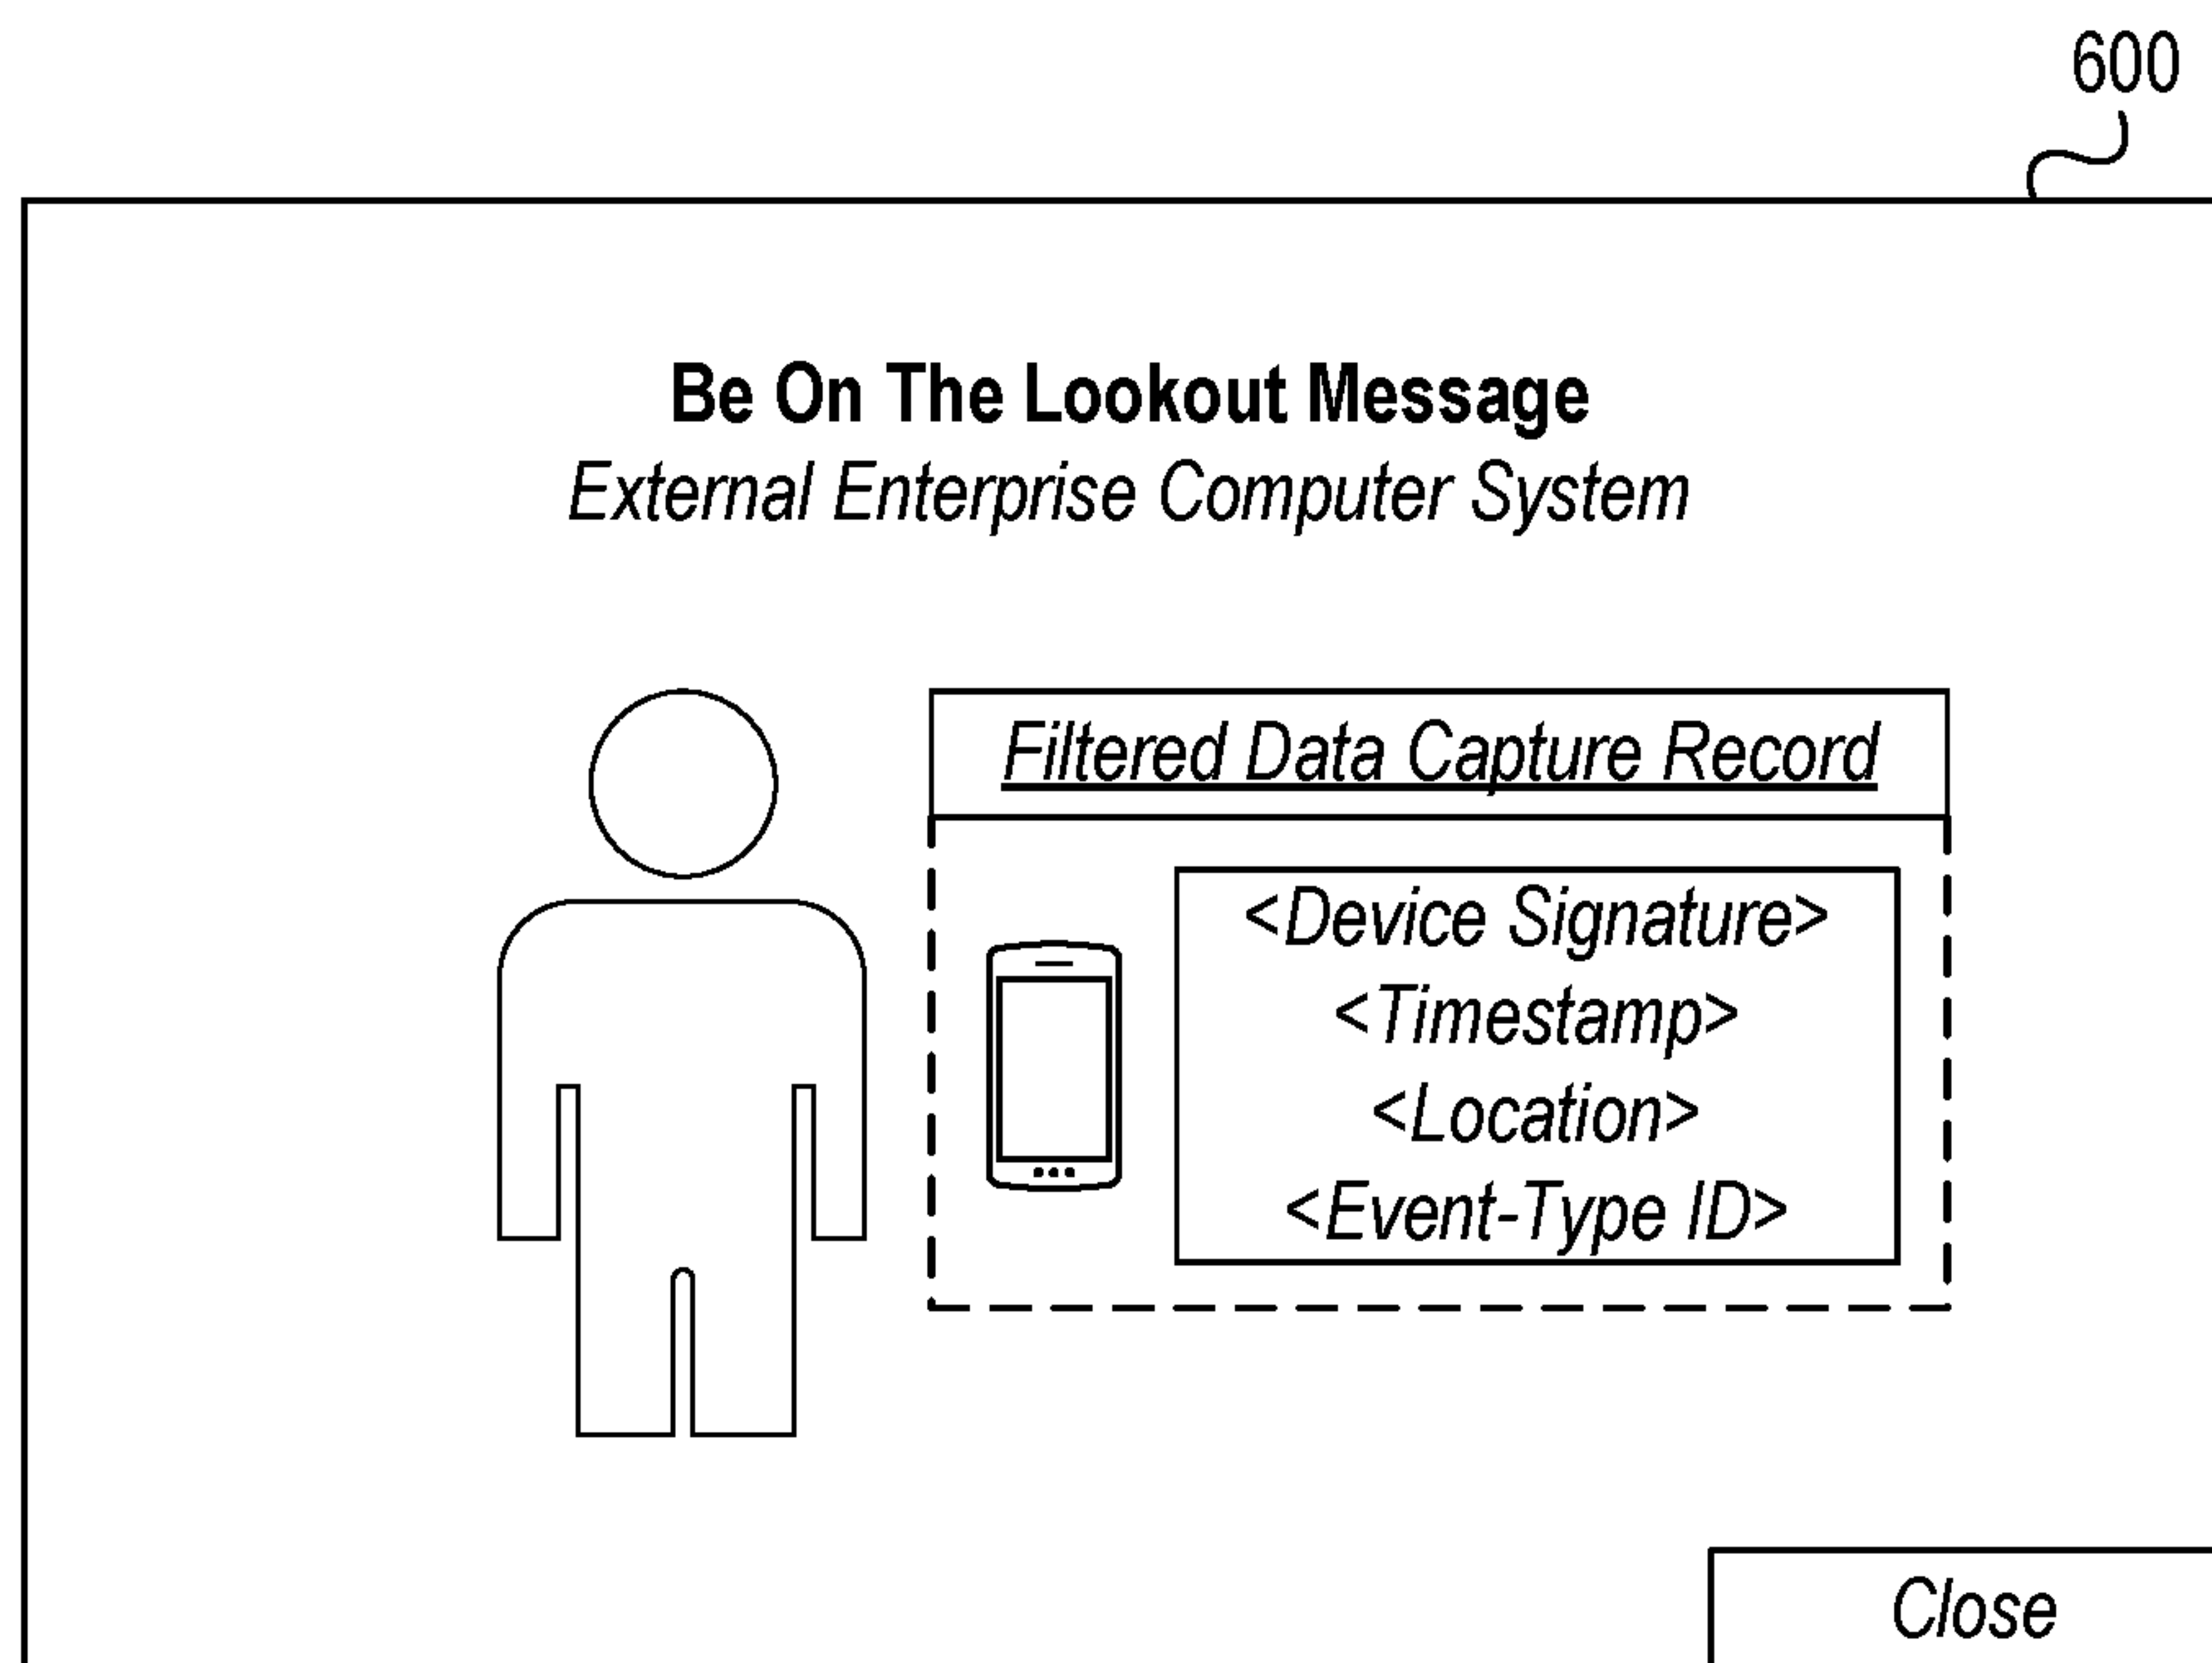 600
Be On The Lookout Message
External Enterprise Computer System
Filtered Data Capture Record
<Device Signature>
<Timestamp>
<Location>
<Event-Type ID>
Close